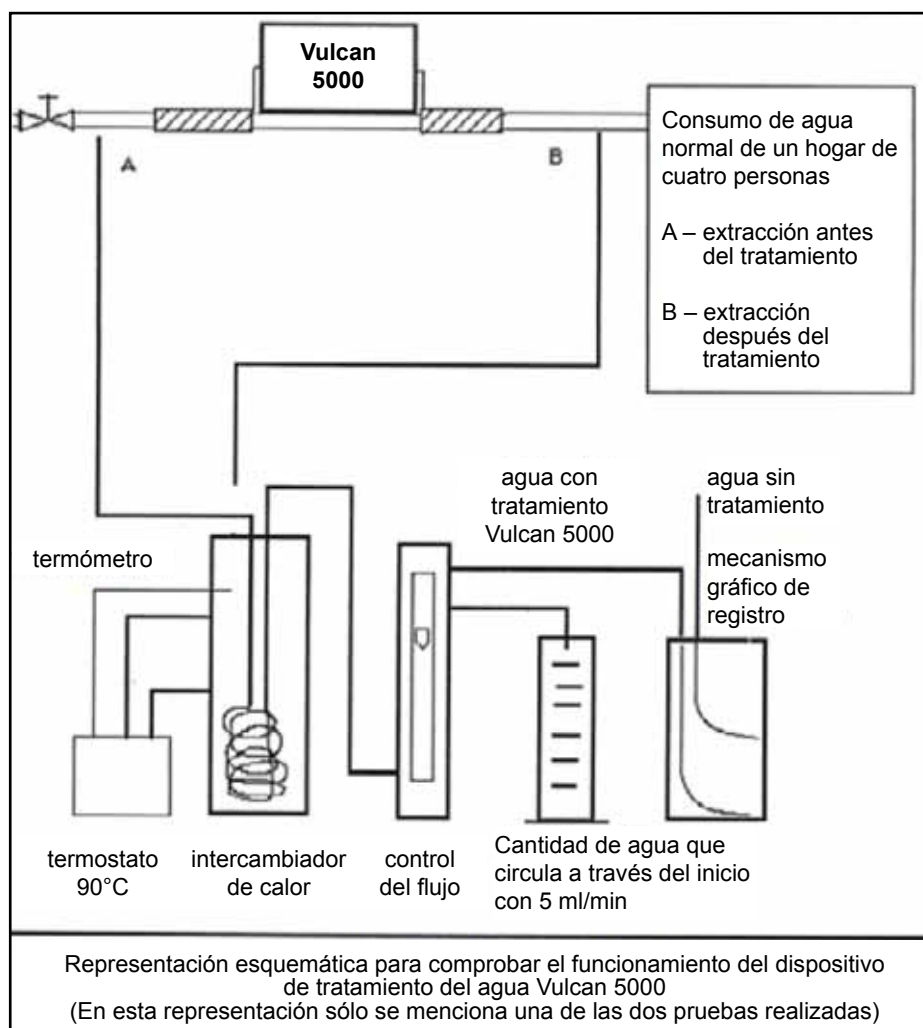 Vulcan
5000
A
B
Consumo de agua
normal de un hogar de
cuatro personas
A – extracción antes
del tratamiento
B – extracción
después del
tratamiento
agua con
tratamiento
Vulcan 5000
agua sin
tratamiento
mecanismo
gráfico de
registro
termómetro
termostato
90°C
intercambiador
de calor
control
del flujo
Cantidad de agua que
circula a través del inicio
con 5 ml/min
Representación esquemática para comprobar el funcionamiento del dispositivo
de tratamiento del agua Vulcan 5000
(En esta representación sólo se menciona una de las dos pruebas realizadas)